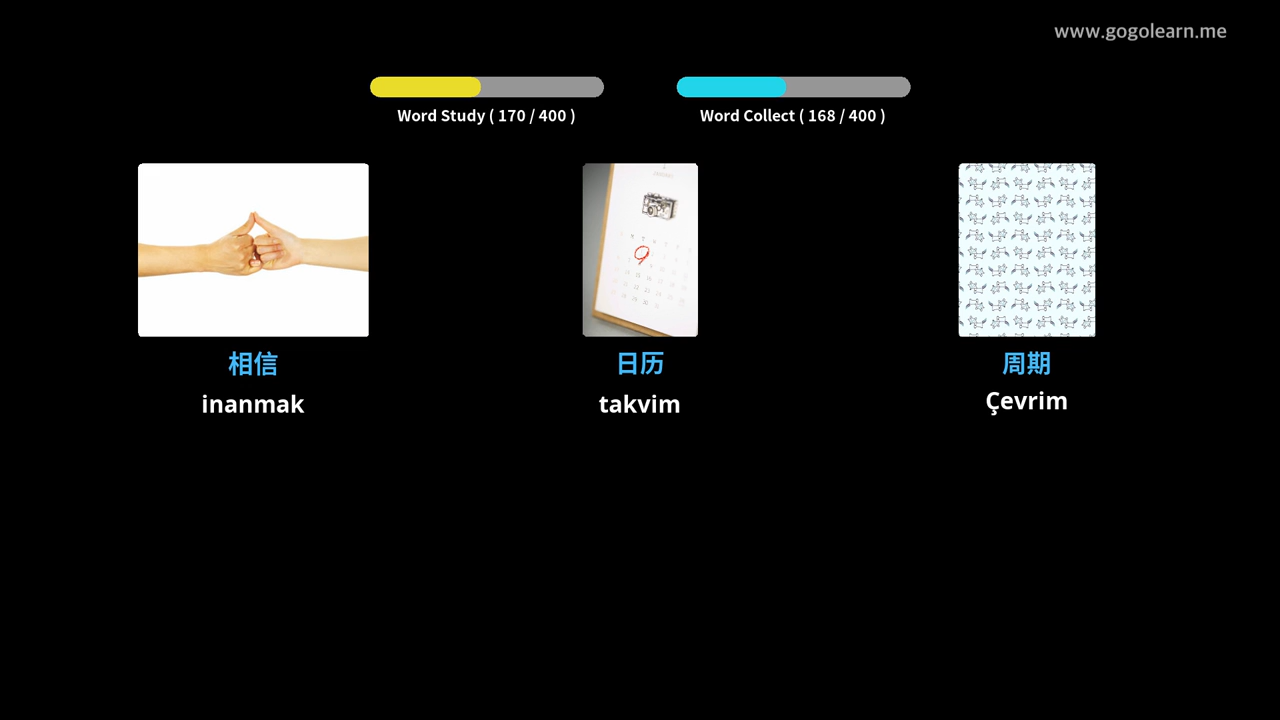 www.gogolearn.me
Word Study ( 170 / 400 )
Word Collect ( 168 / 400 )
相信
日历
周期
inanmak
takvim
Çevrim